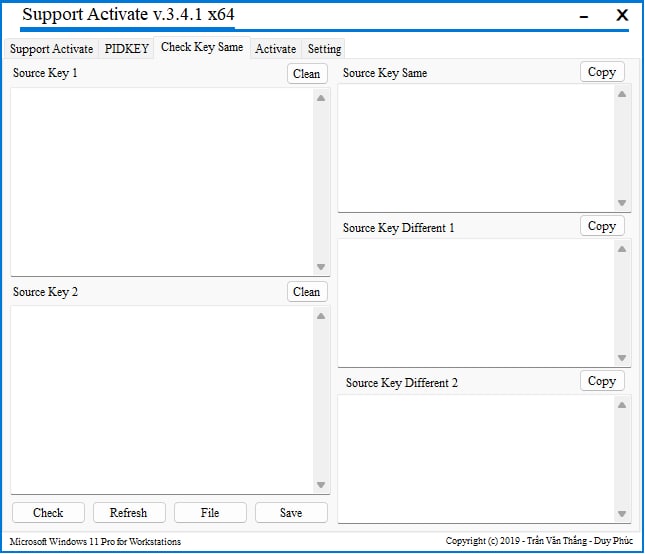 Support Activate v.3.4.1 x64
Support Activate PIDKEY Check Key Same Activate Setting
Source Key 1 Clean
Source Key Same Copy
Source Key Different 1 Copy
Source Key 2 Clean
Source Key Different 2 Copy
Check Refresh File Save
Microsoft Windows 11 Pro for Workstations
Copyright (c) 2019 - Trần Văn Thắng - Duy Phúc